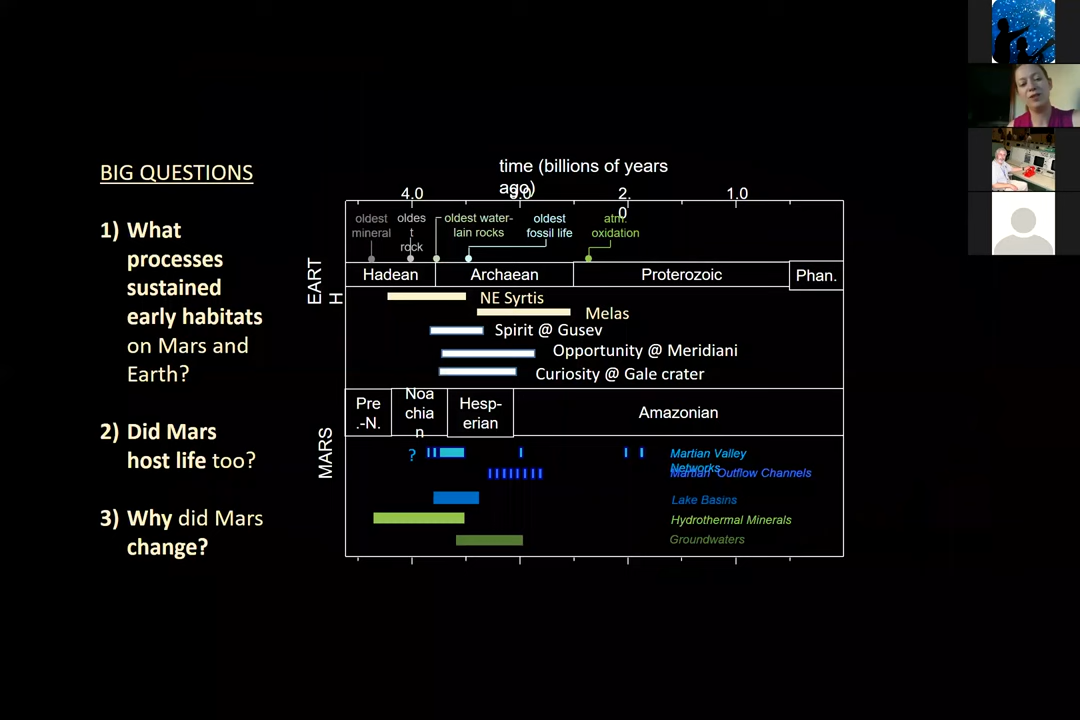 BIG QUESTIONS
1) What
processes
sustained
early habitats
on Mars and
Earth?
2) Did Mars
host life too?
3) Why did Mars
change?
time (billions of years
ago)
4.0
3.0
2.
0
1.0
oldest
mineral
oldes
t
rock
oldest water-
lain rocks
oldest
fossil life
atm.
oxidation
EART
H
Hadean
Archaean
Proterozoic
Phan.
NE Syrtis
Melas
Spirit @ Gusev
Opportunity @ Meridiani
Curiosity @ Gale crater
MARS
Pre
.-N.
Noa
chia
n
Hesp-
erian
Amazonian
?
Martian Valley
Networks
Martian Outflow Channels
Lake Basins
Hydrothermal Minerals
Groundwaters